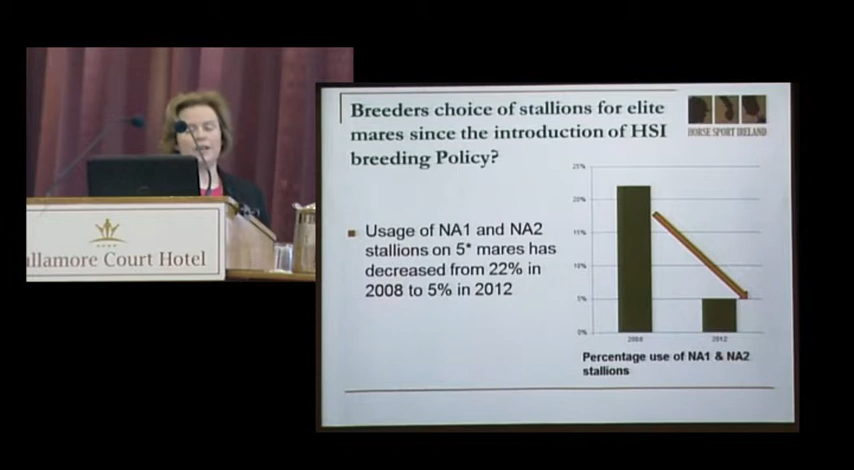 llamore Court Hotel
Breeders choice of stallions for elite
mares since the introduction of HSI
breeding Policy?
HORSE SPORT IRELAND
Usage of NA1 and NA2
stallions on 5* mares has
decreased from 22% in
2008 to 5% in 2012
25%
20%
15%
10%
5%
0%
2008
2012
Percentage use of NA1 & NA2
stallions